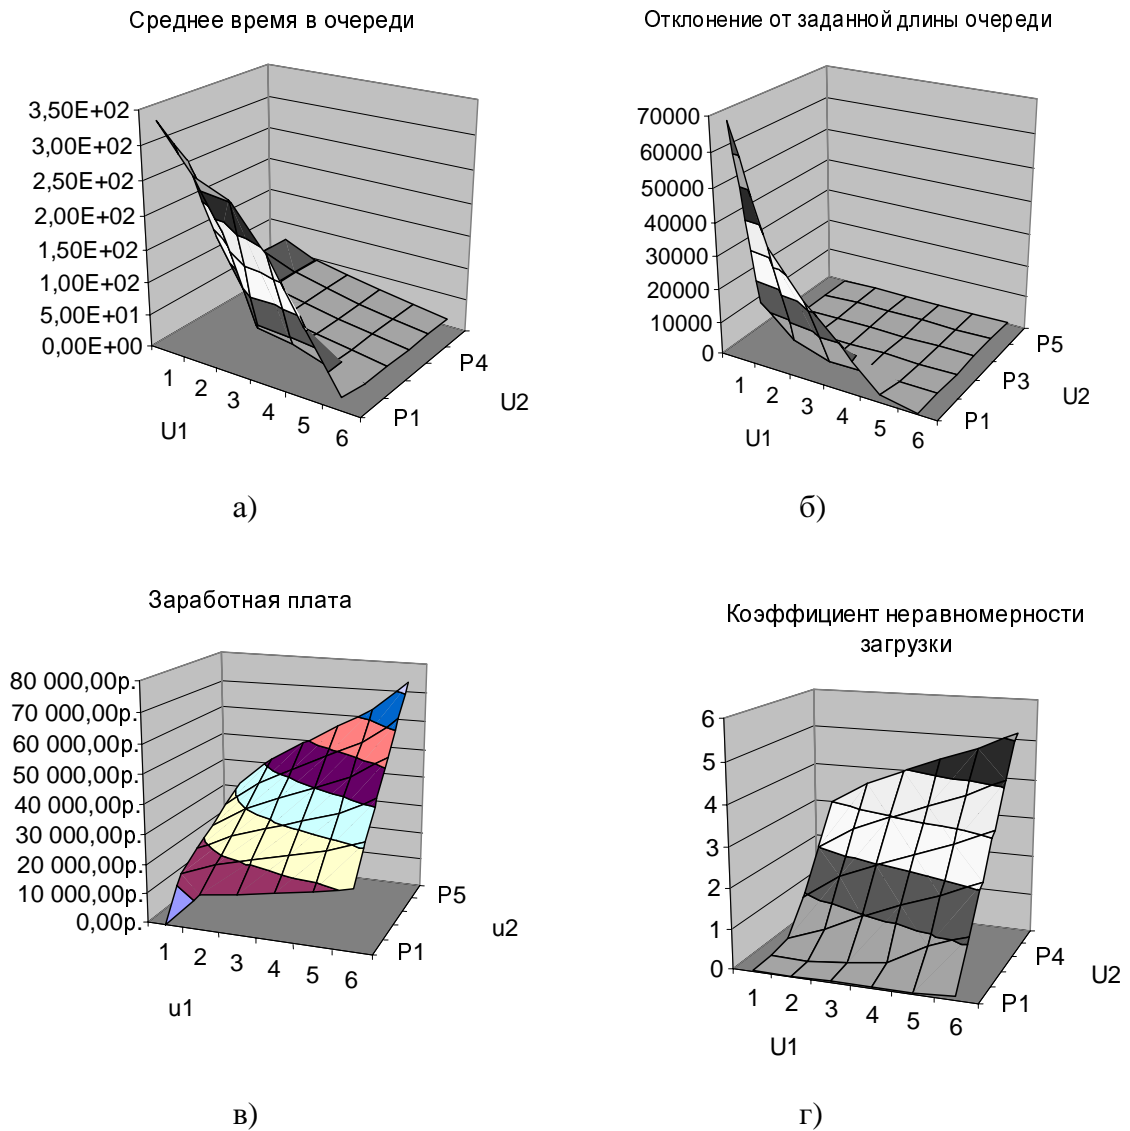 Среднее время в очереди
3,50E+02
3,00E+02
2,50E+02
2,00E+02
1,50E+02
1,00E+02
5,00E+01
0,00E+00
1
2
3
4
5
6
U1
P1
P4
U2
а)
Отклонение от заданной длины очереди
70000
60000
50000
40000
30000
20000
10000
0
1
2
3
4
5
6
U1
P1
P3
P5
U2
б)
Заработная плата
80 000,00р.
70 000,00р.
60 000,00р.
50 000,00р.
40 000,00р.
30 000,00р.
20 000,00р.
10 000,00р.
0,00р.
1
2
3
4
5
6
u1
P1
P5
u2
в)
Коэффициент неравномерности
загрузки
6
5
4
3
2
1
0
1
2
3
4
5
6
U1
P1
P4
U2
г)